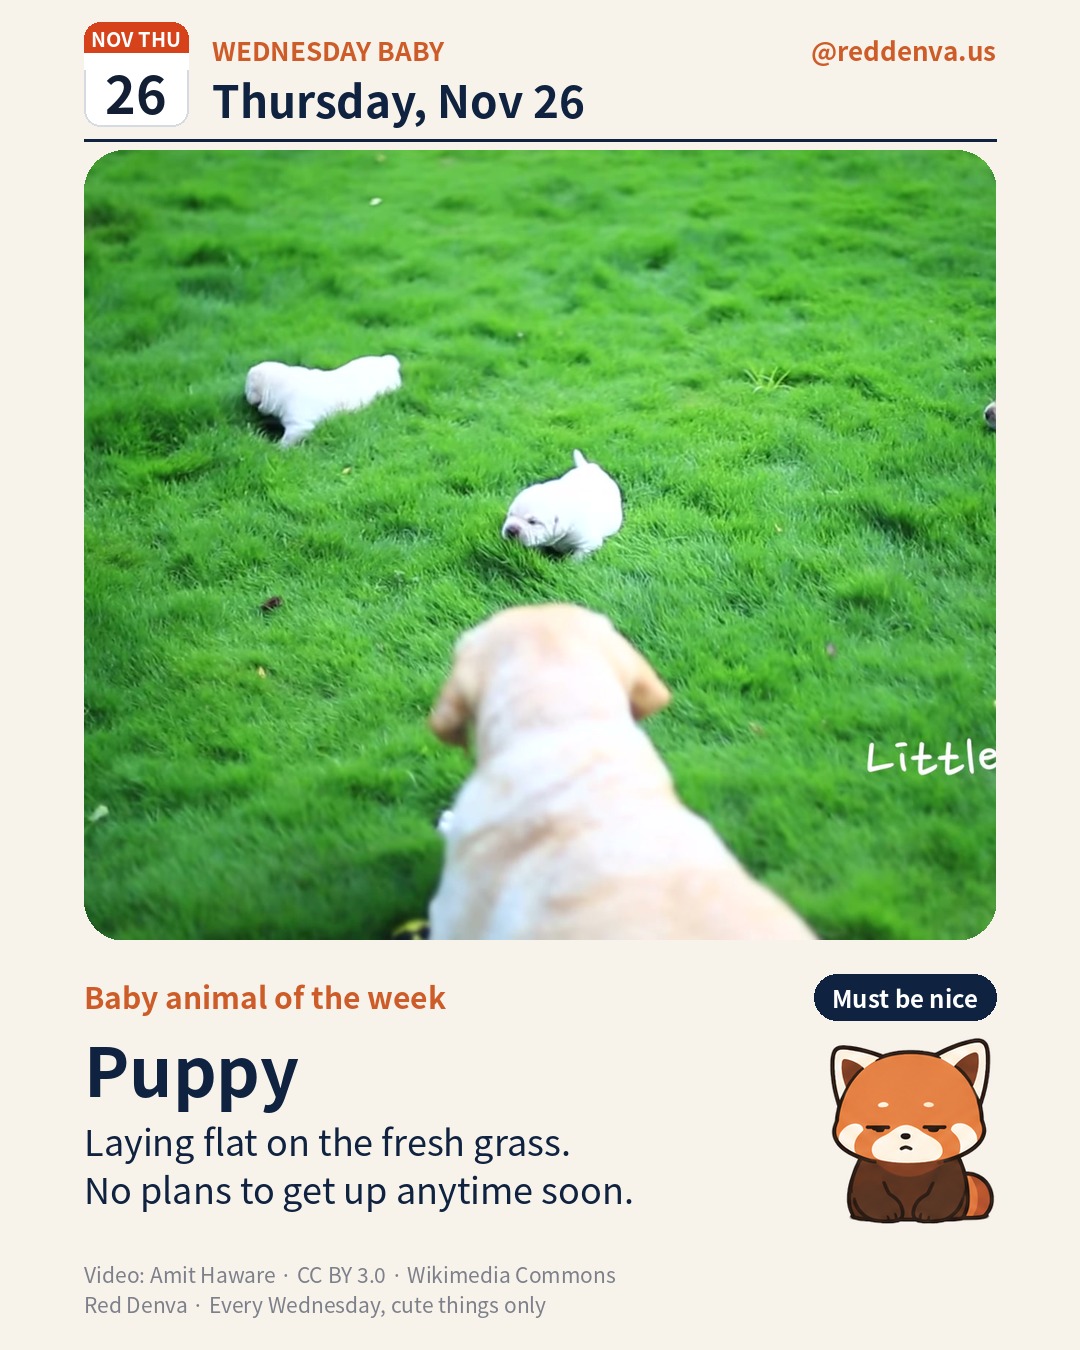 NOV THU
26
WEDNESDAY BABY
Thursday, Nov 26
@reddenva.us
Little
Baby animal of the week
Must be nice
Puppy
Laying flat on the fresh grass.
No plans to get up anytime soon.
Video: Amit Haware · CC BY 3.0 · Wikimedia Commons
Red Denva · Every Wednesday, cute things only